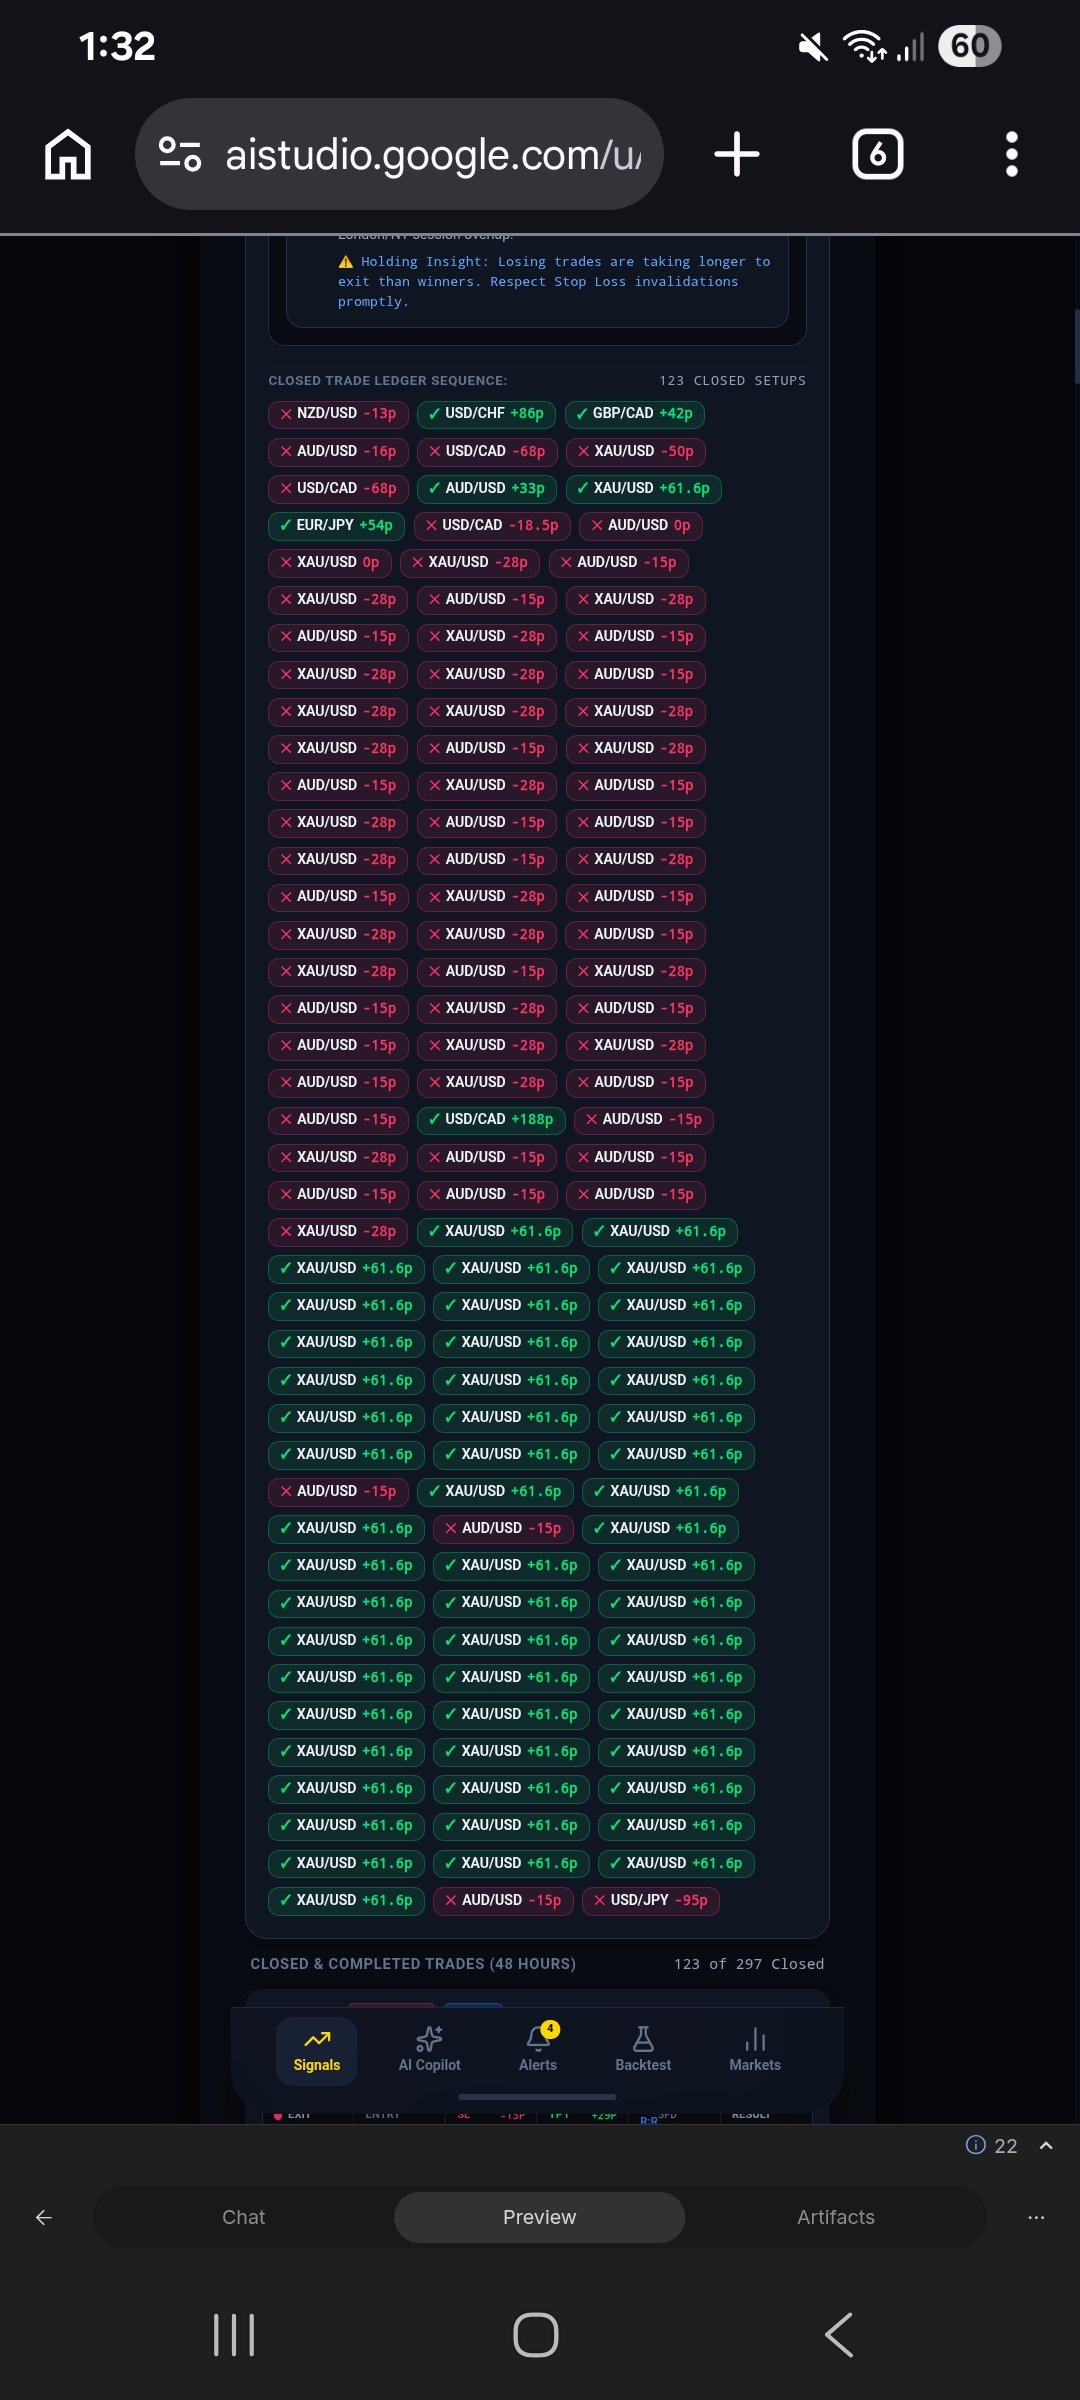 1:32
60
aistudio.google.com/u/
6
London/NY session overlap.
⚠ Holding Insight: Losing trades are taking longer to
exit than winners. Respect Stop Loss invalidations
promptly.
CLOSED TRADE LEDGER SEQUENCE: 123 CLOSED SETUPS
✕ NZD/USD -13p ✓ USD/CHF +86p ✓ GBP/CAD +42p
✕ AUD/USD -16p ✕ USD/CAD -68p ✕ XAU/USD -50p
✕ USD/CAD -68p ✓ AUD/USD +33p ✓ XAU/USD +61.6p
✓ EUR/JPY +54p ✕ USD/CAD -18.5p ✕ AUD/USD 0p
✕ XAU/USD 0p ✕ XAU/USD -28p ✕ AUD/USD -15p
✕ XAU/USD -28p ✕ AUD/USD -15p ✕ XAU/USD -28p
✕ AUD/USD -15p ✕ XAU/USD -28p ✕ AUD/USD -15p
✕ XAU/USD -28p ✕ XAU/USD -28p ✕ AUD/USD -15p
✕ XAU/USD -28p ✕ XAU/USD -28p ✕ XAU/USD -28p
✕ XAU/USD -28p ✕ AUD/USD -15p ✕ XAU/USD -28p
✕ AUD/USD -15p ✕ XAU/USD -28p ✕ AUD/USD -15p
✕ XAU/USD -28p ✕ AUD/USD -15p ✕ AUD/USD -15p
✕ XAU/USD -28p ✕ AUD/USD -15p ✕ XAU/USD -28p
✕ AUD/USD -15p ✕ XAU/USD -28p ✕ AUD/USD -15p
✕ XAU/USD -28p ✕ XAU/USD -28p ✕ AUD/USD -15p
✕ XAU/USD -28p ✕ AUD/USD -15p ✕ XAU/USD -28p
✕ AUD/USD -15p ✕ XAU/USD -28p ✕ AUD/USD -15p
✕ AUD/USD -15p ✕ XAU/USD -28p ✕ XAU/USD -28p
✕ AUD/USD -15p ✕ XAU/USD -28p ✕ AUD/USD -15p
✕ AUD/USD -15p ✓ USD/CAD +188p ✕ AUD/USD -15p
✕ XAU/USD -28p ✕ AUD/USD -15p ✕ AUD/USD -15p
✕ AUD/USD -15p ✕ AUD/USD -15p ✕ AUD/USD -15p
✕ XAU/USD -28p ✓ XAU/USD +61.6p ✓ XAU/USD +61.6p
✓ XAU/USD +61.6p ✓ XAU/USD +61.6p ✓ XAU/USD +61.6p
✓ XAU/USD +61.6p ✓ XAU/USD +61.6p ✓ XAU/USD +61.6p
✓ XAU/USD +61.6p ✓ XAU/USD +61.6p ✓ XAU/USD +61.6p
✓ XAU/USD +61.6p ✓ XAU/USD +61.6p ✓ XAU/USD +61.6p
✓ XAU/USD +61.6p ✓ XAU/USD +61.6p ✓ XAU/USD +61.6p
✓ XAU/USD +61.6p ✓ XAU/USD +61.6p ✓ XAU/USD +61.6p
✕ AUD/USD -15p ✓ XAU/USD +61.6p ✓ XAU/USD +61.6p
✓ XAU/USD +61.6p ✕ AUD/USD -15p ✓ XAU/USD +61.6p
✓ XAU/USD +61.6p ✓ XAU/USD +61.6p ✓ XAU/USD +61.6p
✓ XAU/USD +61.6p ✓ XAU/USD +61.6p ✓ XAU/USD +61.6p
✓ XAU/USD +61.6p ✓ XAU/USD +61.6p ✓ XAU/USD +61.6p
✓ XAU/USD +61.6p ✓ XAU/USD +61.6p ✓ XAU/USD +61.6p
✓ XAU/USD +61.6p ✓ XAU/USD +61.6p ✓ XAU/USD +61.6p
✓ XAU/USD +61.6p ✓ XAU/USD +61.6p ✓ XAU/USD +61.6p
✓ XAU/USD +61.6p ✓ XAU/USD +61.6p ✓ XAU/USD +61.6p
✓ XAU/USD +61.6p ✓ XAU/USD +61.6p ✓ XAU/USD +61.6p
✓ XAU/USD +61.6p ✓ XAU/USD +61.6p ✓ XAU/USD +61.6p
✓ XAU/USD +61.6p ✕ AUD/USD -15p ✕ USD/JPY -95p
CLOSED & COMPLETED TRADES (48 HOURS) 123 of 297 Closed
4
Signals AI Copilot Alerts Backtest Markets
EXIT ENTRY SL -13p TP1 +29p R:R SPD RESULT
22
Chat Preview Artifacts